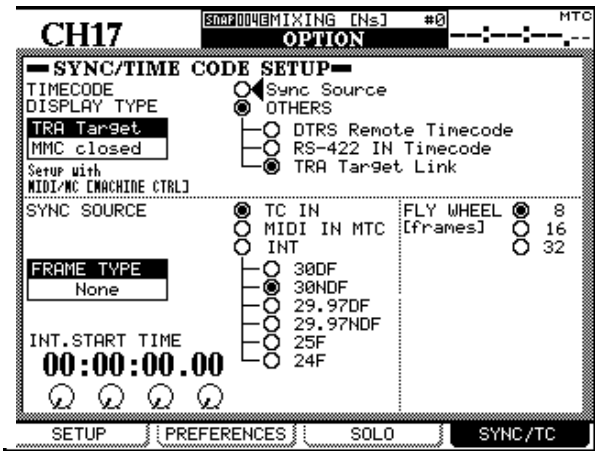 CH17
SNAP004 MIXING [Ns] #0
OPTION
MTC
--:--:--.--
SYNC/TIME CODE SETUP
TIMECODE
DISPLAY TYPE
Sync Source
OTHERS
DTRS Remote Timecode
RS-422 IN Timecode
TRA Target Link
TRA Target
MMC closed
Setup with
MIDI/MC [MACHINE CTRL]
SYNC SOURCE
TC IN
MIDI IN MTC
INT
30DF
30NDF
29.97DF
29.97NDF
25F
24F
FLY WHEEL
[frames]
8
16
32
FRAME TYPE
None
INT.START TIME
00:00:00.00
SETUP
PREFERENCES
SOLO
SYNC/TC